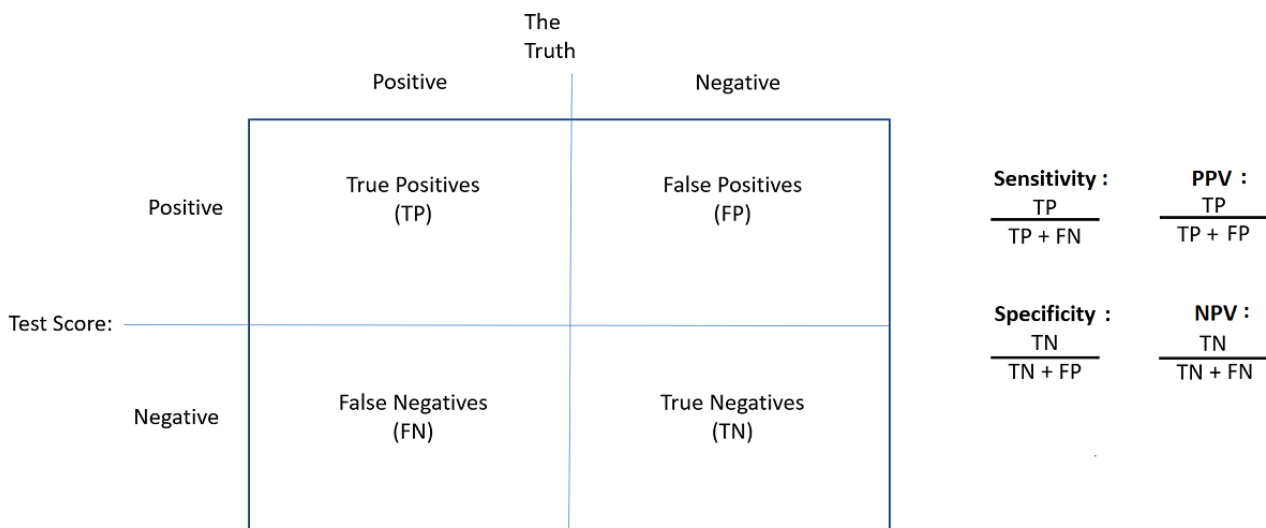 The
Truth
Positive
Negative
Positive
True Positives
(TP)
False Positives
(FP)
Test Score:
Negative
False Negatives
(FN)
True Negatives
(TN)
Sensitivity :
TP
TP + FN
PPV :
TP
TP + FP
Specificity :
TN
TN + FP
NPV :
TN
TN + FN